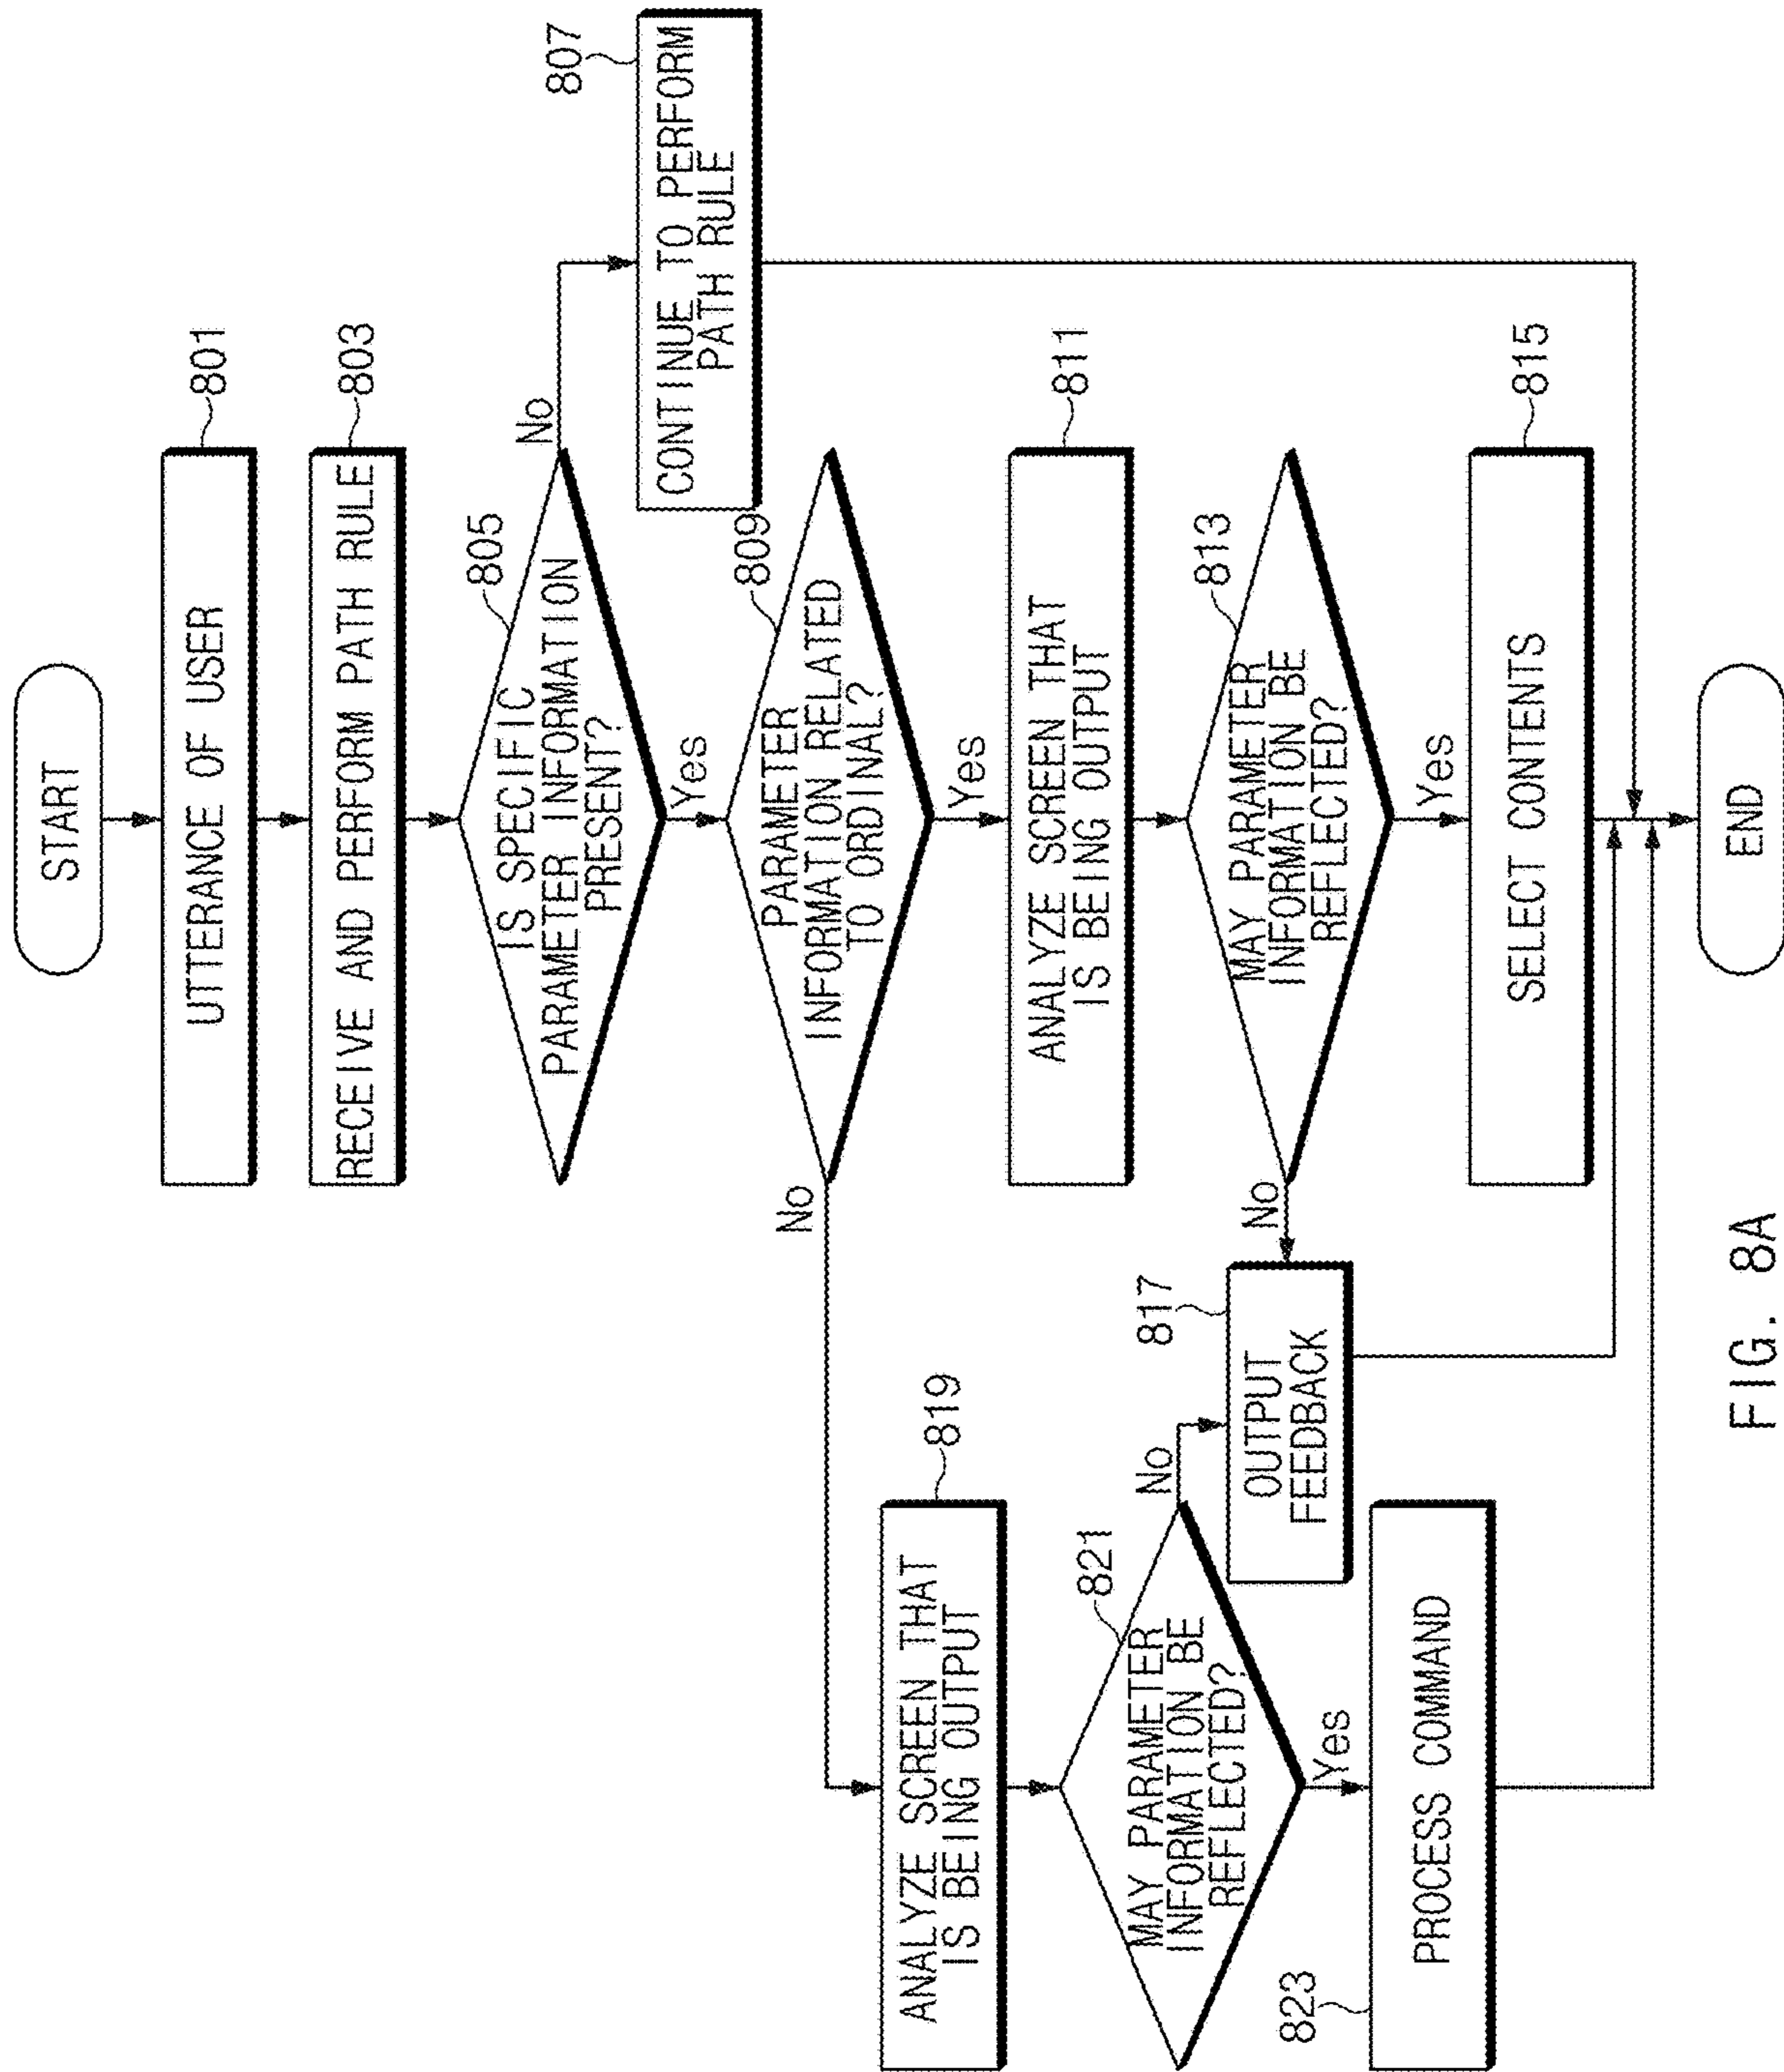 START
UTTERANCE OF USER
801
RECEIVE AND PERFORM PATH RULE
803
805
IS SPECIFIC
PARAMETER INFORMATION
PRESENT?
No
Yes
807
CONTINUE TO PERFORM
PATH RULE
809
PARAMETER
INFORMATION RELATED
TO ORDINAL?
No
Yes
811
ANALYZE SCREEN THAT
IS BEING OUTPUT
813
MAY PARAMETER
INFORMATION BE
REFLECTED?
No
Yes
815
SELECT CONTENTS
817
OUTPUT
FEEDBACK
819
ANALYZE SCREEN THAT
IS BEING OUTPUT
821
MAY PARAMETER
INFORMATION BE
REFLECTED?
No
Yes
823
PROCESS COMMAND
END
FIG. 8A